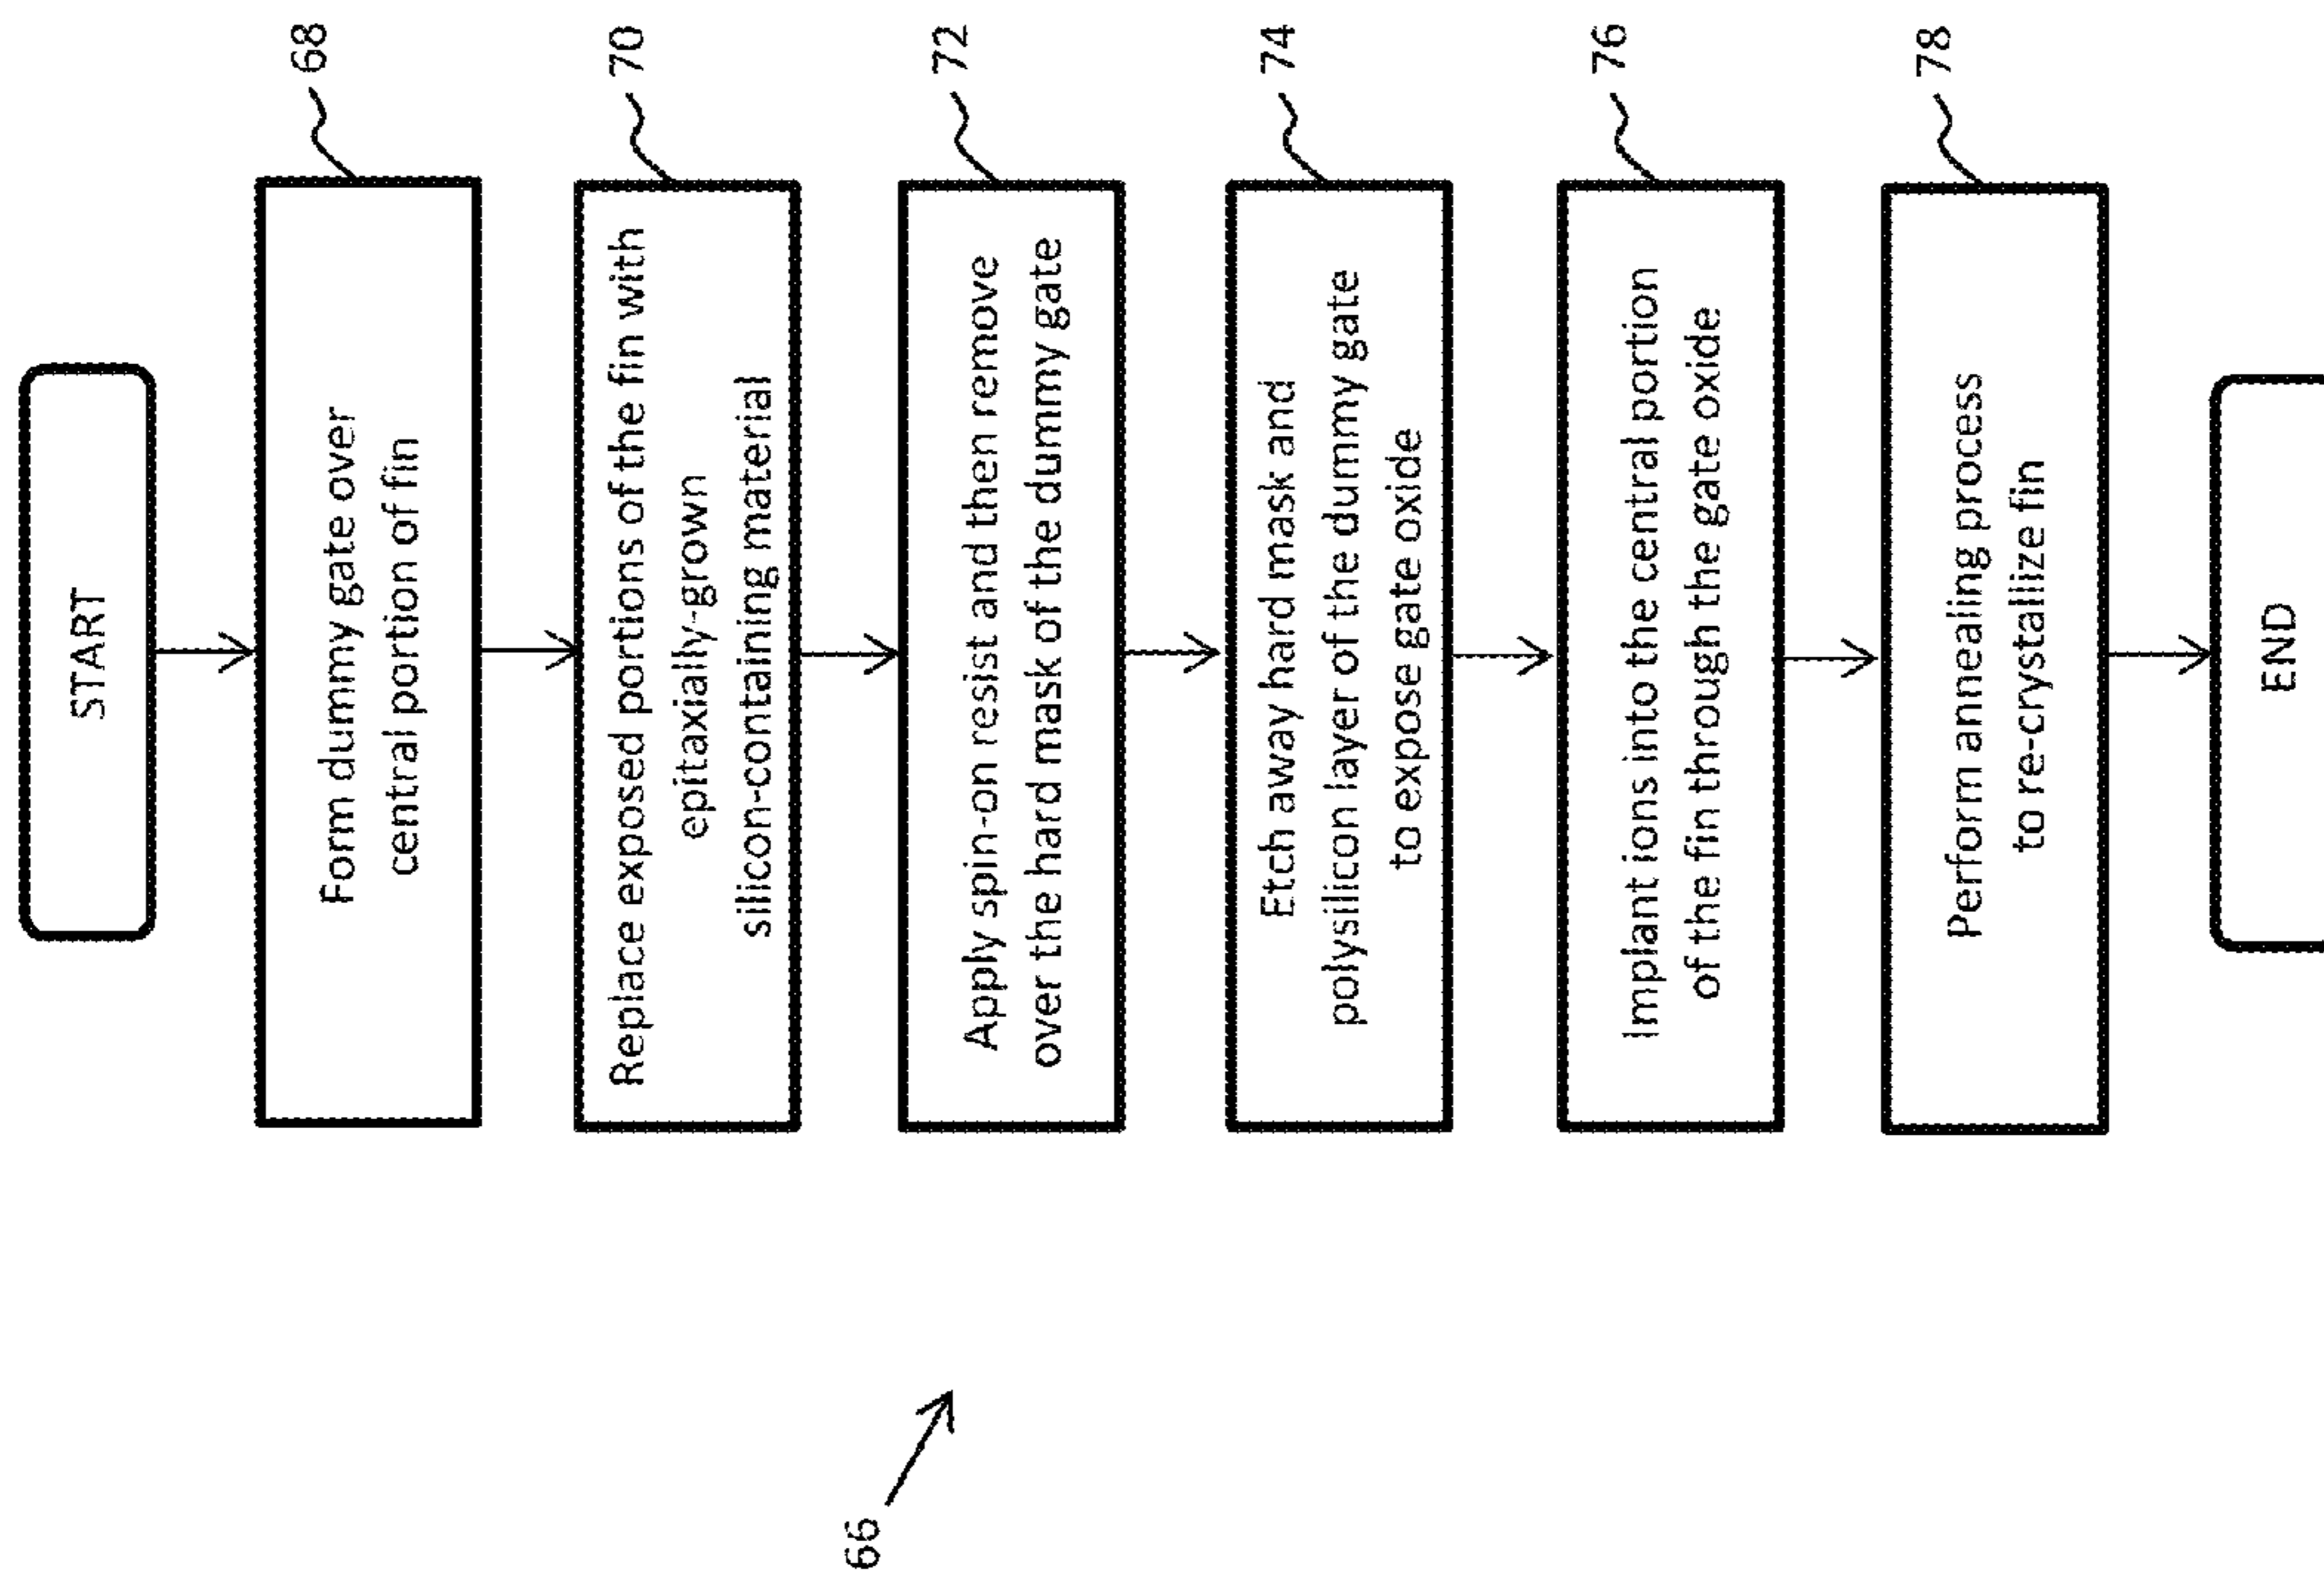 START
68
Form dummy gate over
central portion of fin
70
Replace exposed portions of the fin with
epitaxially-grown
silicon-containing material
72
Apply spin-on resist and then remove
over the hard mask of the dummy gate
74
Etch away hard mask and
polysilicon layer of the dummy gate
to expose gate oxide
76
Implant ions into the central portion
of the fin through the gate oxide
78
Perform annealing process
to re-crystallize fin
END
66